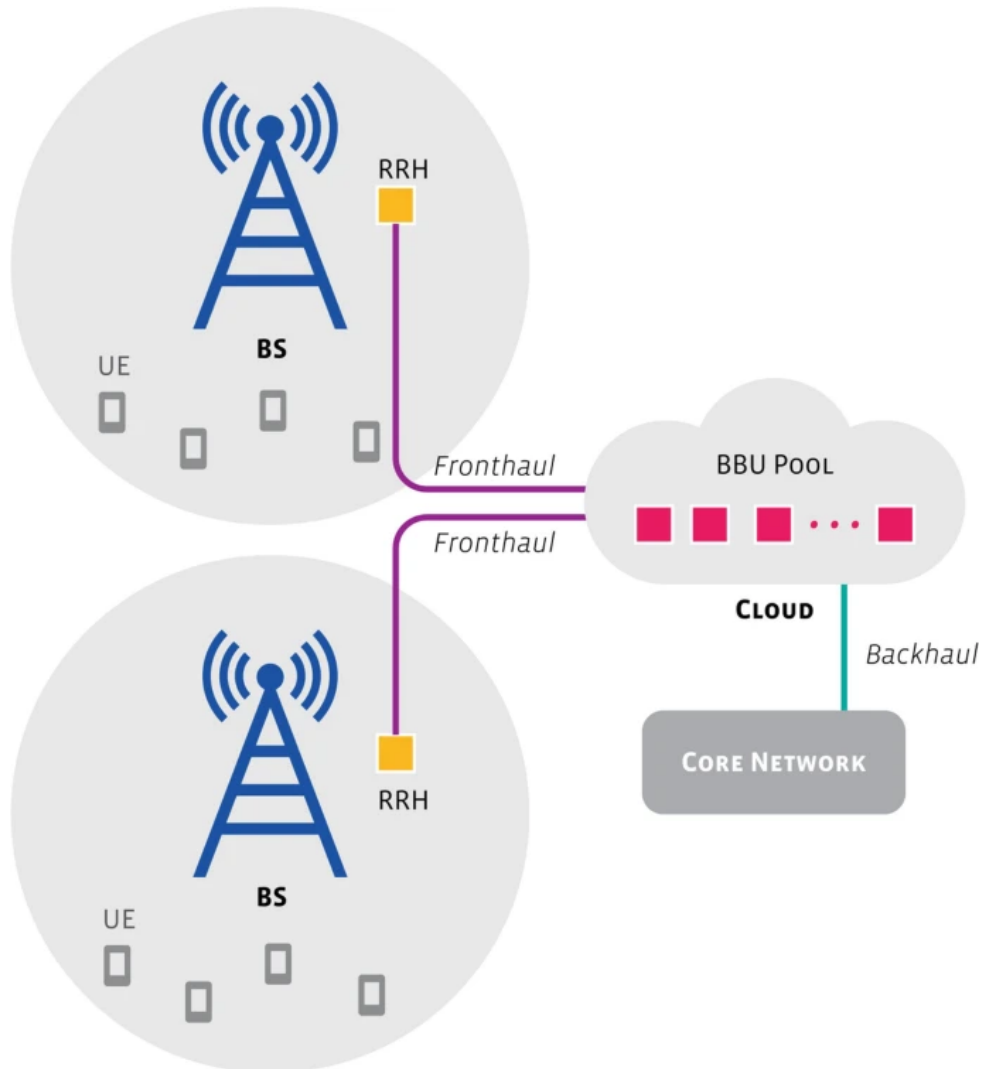 RRH
BS
UE
Fronthaul
Fronthaul
BBU POOL
...
CLOUD
Backhaul
CORE NETWORK
RRH
BS
UE